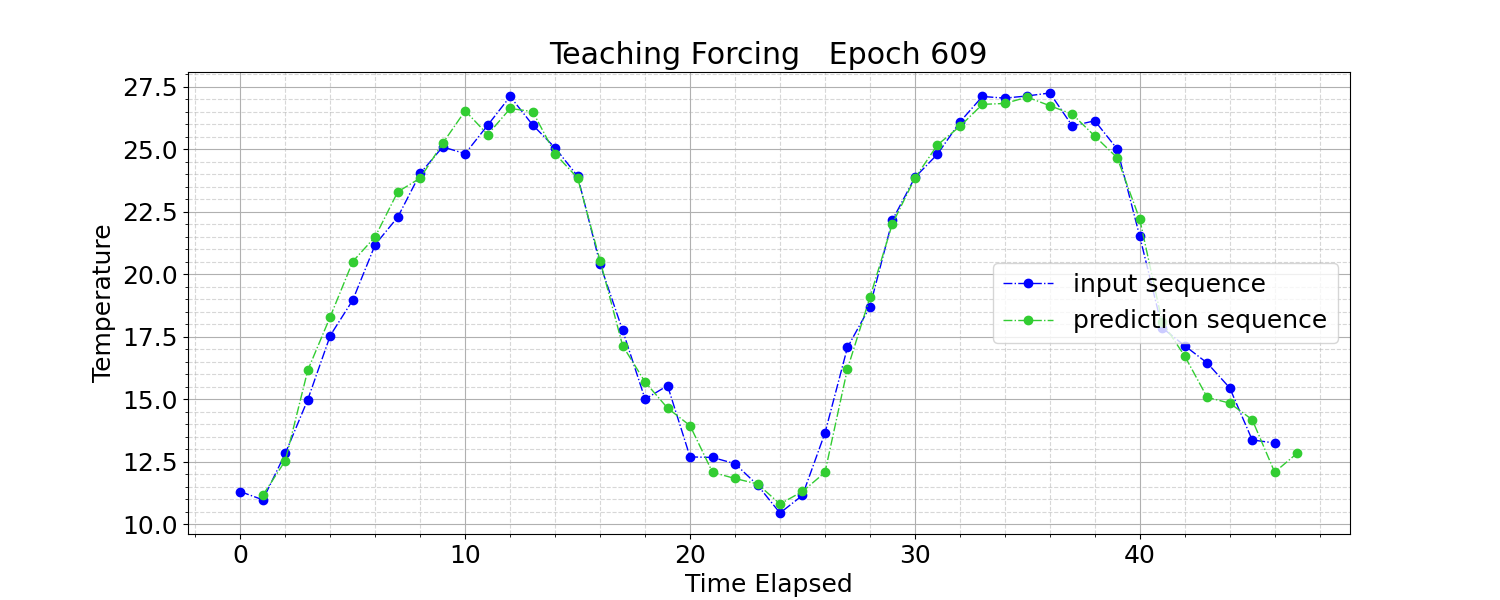 Teaching Forcing   Epoch 609
27.5
25.0
22.5
20.0
17.5
15.0
12.5
10.0
Temperature
input sequence
prediction sequence
0 10 20 30 40
Time Elapsed